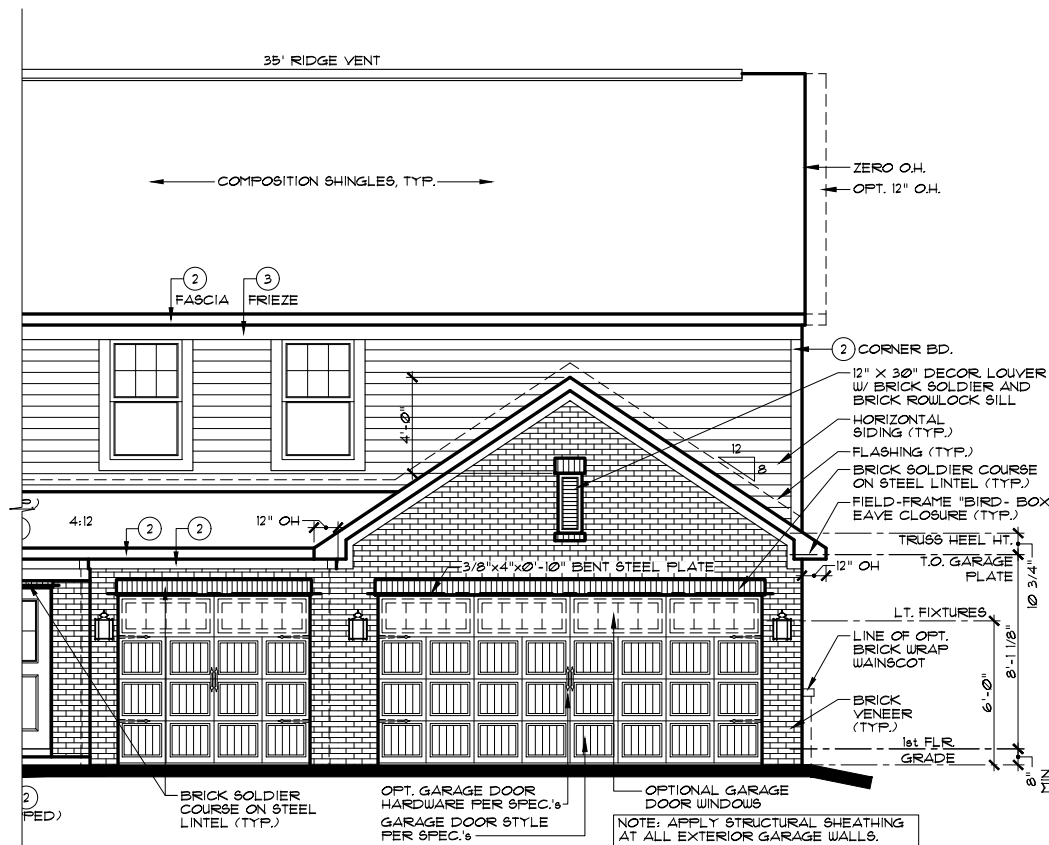 35' RIDGE VENT
COMPOSITION SHINGLES, TYP.
ZERO O.H.
OPT. 12" O.H.
2
FASCIA
3
FRIEZE
2 CORNER BD.
12" X 30" DECOR. LOUVER
W/ BRICK SOLDIER AND
BRICK ROWLOCK SILL
4'-0"
HORIZONTAL
SIDING (TYP.)
12
8
FLASHING (TYP.)
BRICK SOLDIER COURSE
ON STEEL LINTEL (TYP.)
FIELD-FRAME "BIRD- BOX
EAVE CLOSURE (TYP.)
4:12
2
2
12" OH
TRUSS HEEL HT.
T.O. GARAGE
PLATE
12" OH
10 3/4"
3/8"x4"x0'-10" BENT STEEL PLATE
LT. FIXTURES
LINE OF OPT.
BRICK WRAP
WAINSCOT
8'-1 1/8"
6'-0"
BRICK
VENEER
(TYP.)
1st FLR.
GRADE
8"
MIN
2
PED)
BRICK SOLDIER
COURSE ON STEEL
LINTEL (TYP.)
OPT. GARAGE DOOR
HARDWARE PER SPEC.'s
GARAGE DOOR STYLE
PER SPEC.'s
OPTIONAL GARAGE
DOOR WINDOWS
NOTE: APPLY STRUCTURAL SHEATHING
AT ALL EXTERIOR GARAGE WALLS.